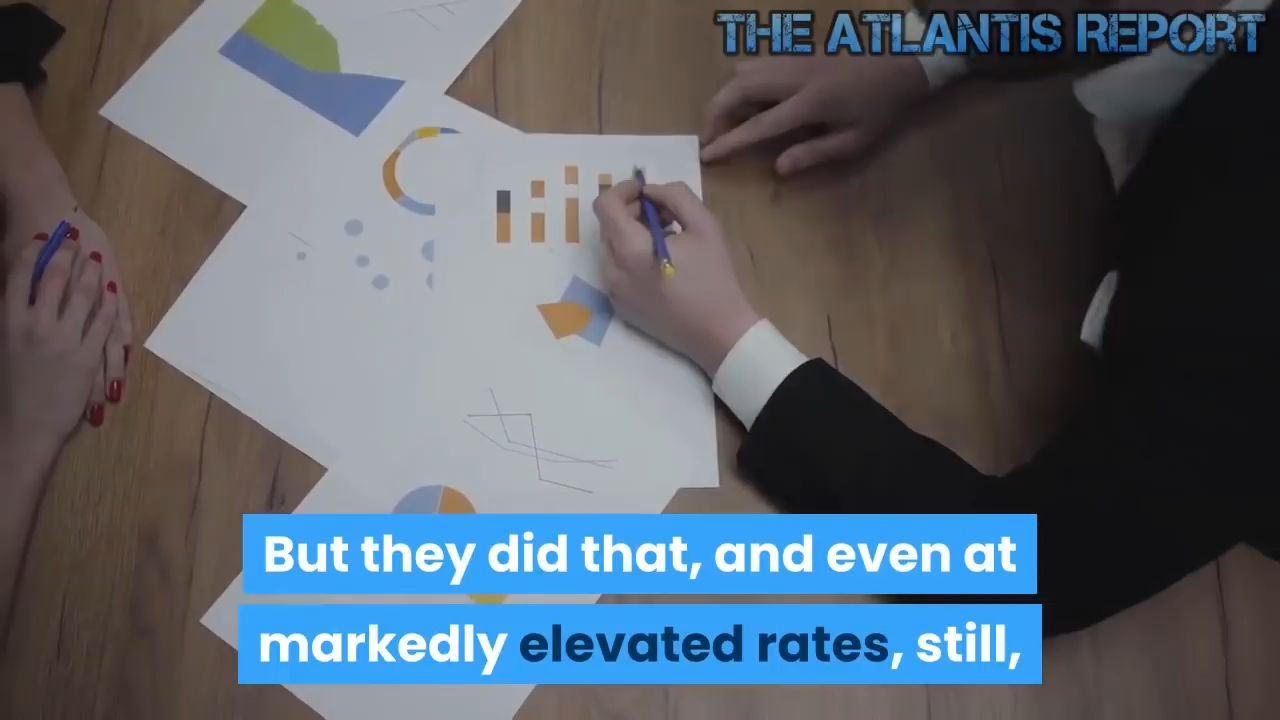 THE ATLANTIS REPORT
But they did that, and even at
markedly elevated rates, still,